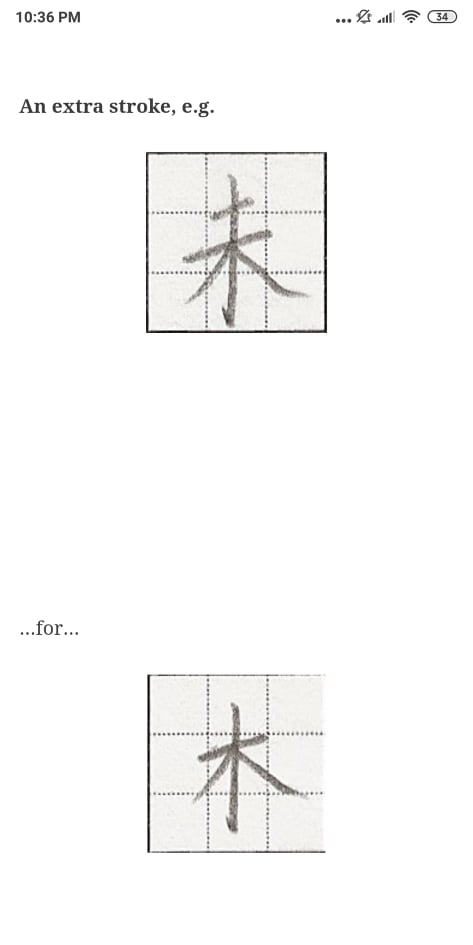 10:36 PM
34
An extra stroke, e.g.
未
...for...
木